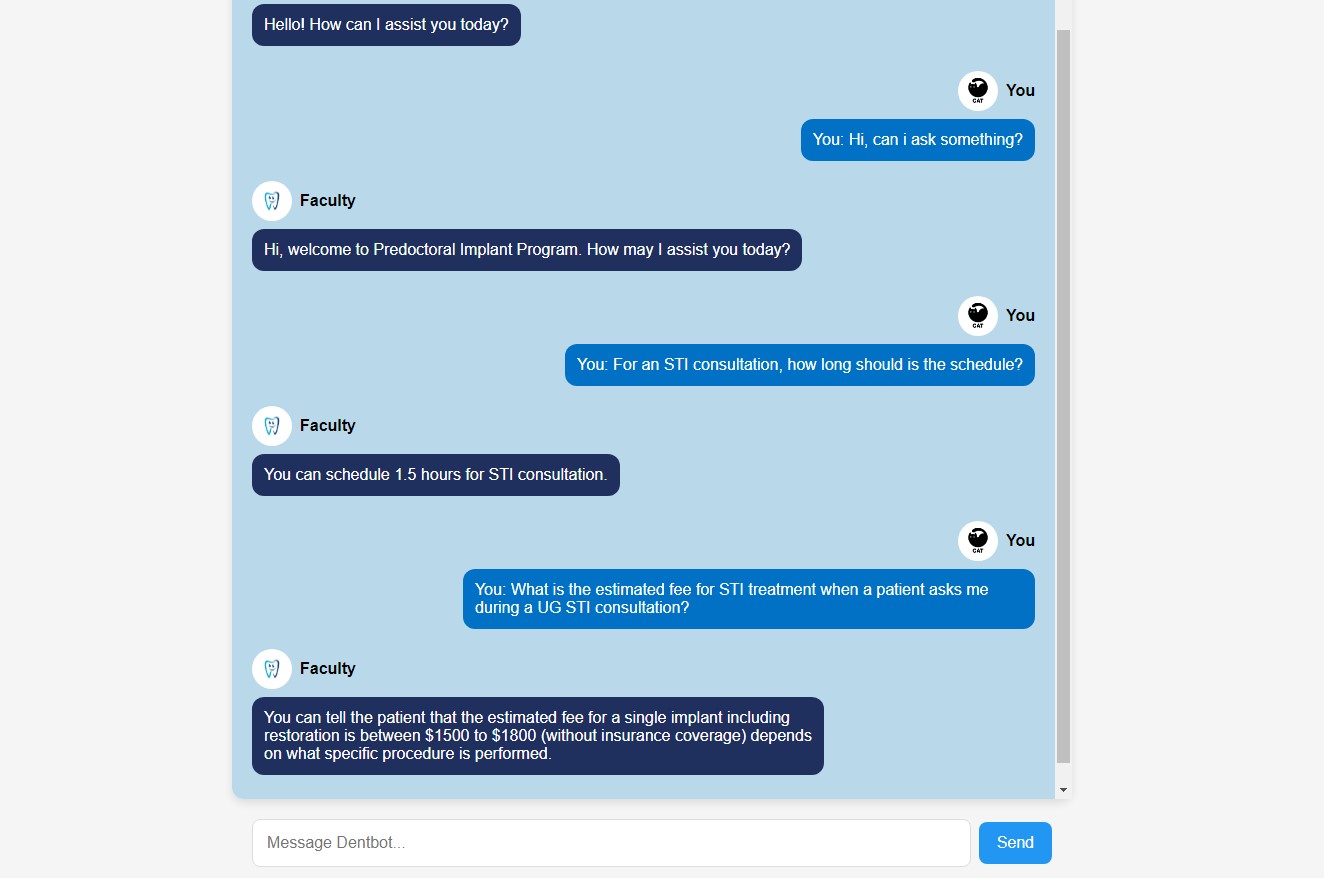 Hello! How can I assist you today?
CAT
You
You: Hi, can i ask something?
Faculty
Hi, welcome to Predoctoral Implant Program. How may I assist you today?
CAT
You
You: For an STI consultation, how long should is the schedule?
Faculty
You can schedule 1.5 hours for STI consultation.
CAT
You
You: What is the estimated fee for STI treatment when a patient asks me
during a UG STI consultation?
Faculty
You can tell the patient that the estimated fee for a single implant including
restoration is between $1500 to $1800 (without insurance coverage) depends
on what specific procedure is performed.
Message Dentbot...
Send